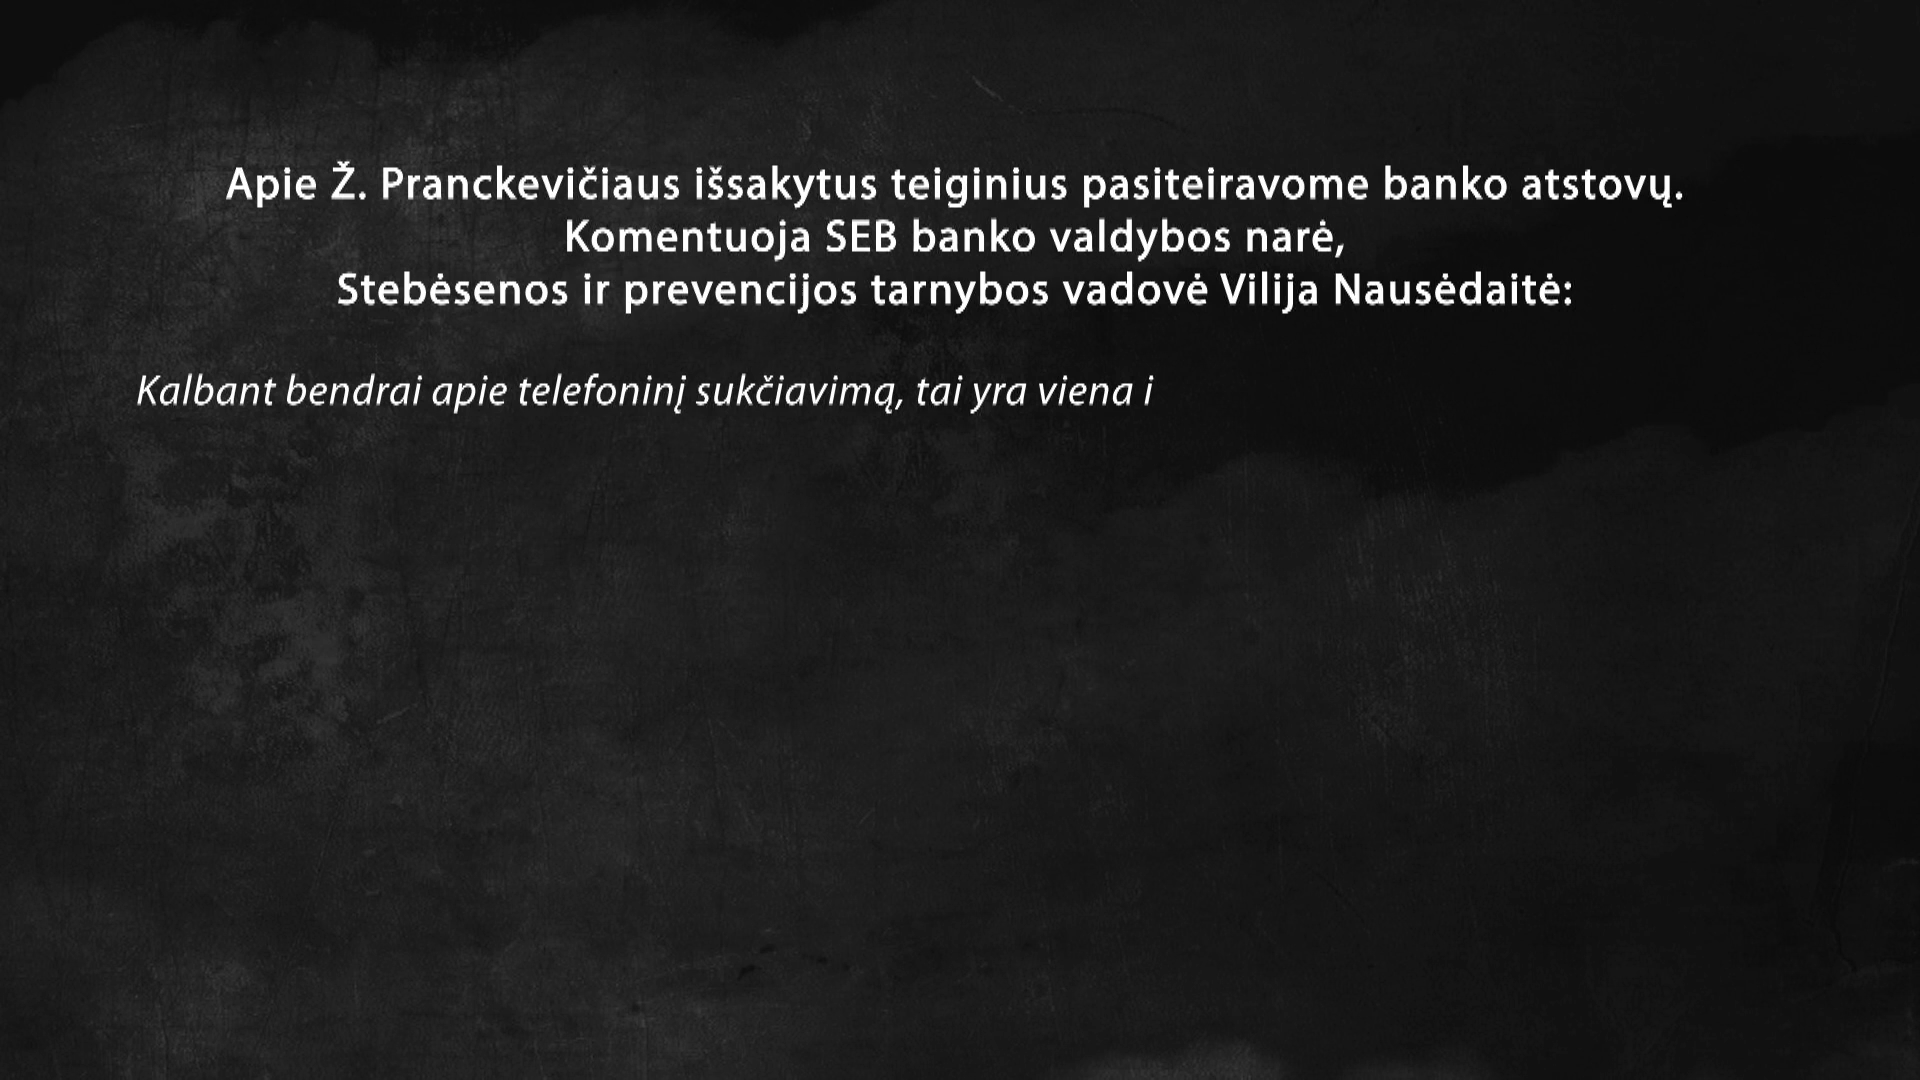 Apie Ž. Pranckevičiaus išsakytus teiginius pasiteiravome banko atstovų.
Komentuoja SEB banko valdybos narė,
Stebėsenos ir prevencijos tarnybos vadovė Vilija Nausėdaitė:
Kalbant bendrai apie telefoninį sukčiavimą, tai yra viena i